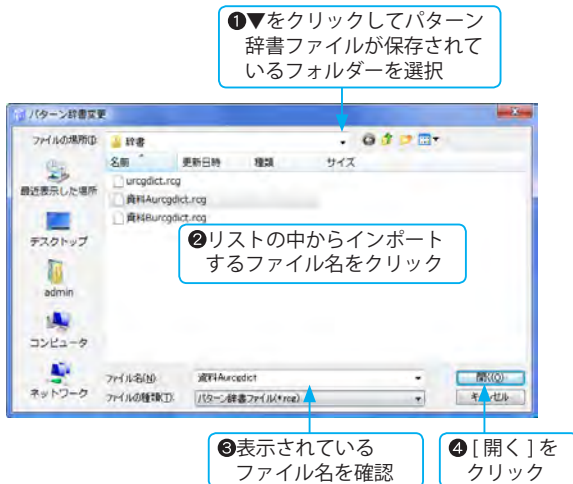 ❶▼をクリックしてパターン
辞書ファイルが保存されて
いるフォルダーを選択
パターン辞書変更
ファイルの場所(I):
辞書
名前
更新日時
種類
サイズ
urcgdict.rcg
資料Aurcgdict.rcg
資料Burcgdict.rcg
最近表示した場所
デスクトップ
admin
コンピュータ
ネットワーク
❷リストの中からインポート
するファイル名をクリック
ファイル名(N):
資料Aurcgdict
開く(O)
ファイルの種類(T):
パターン辞書ファイル(*.rcg)
キャンセル
❸表示されている
ファイル名を確認
❹[ 開く ] を
クリック